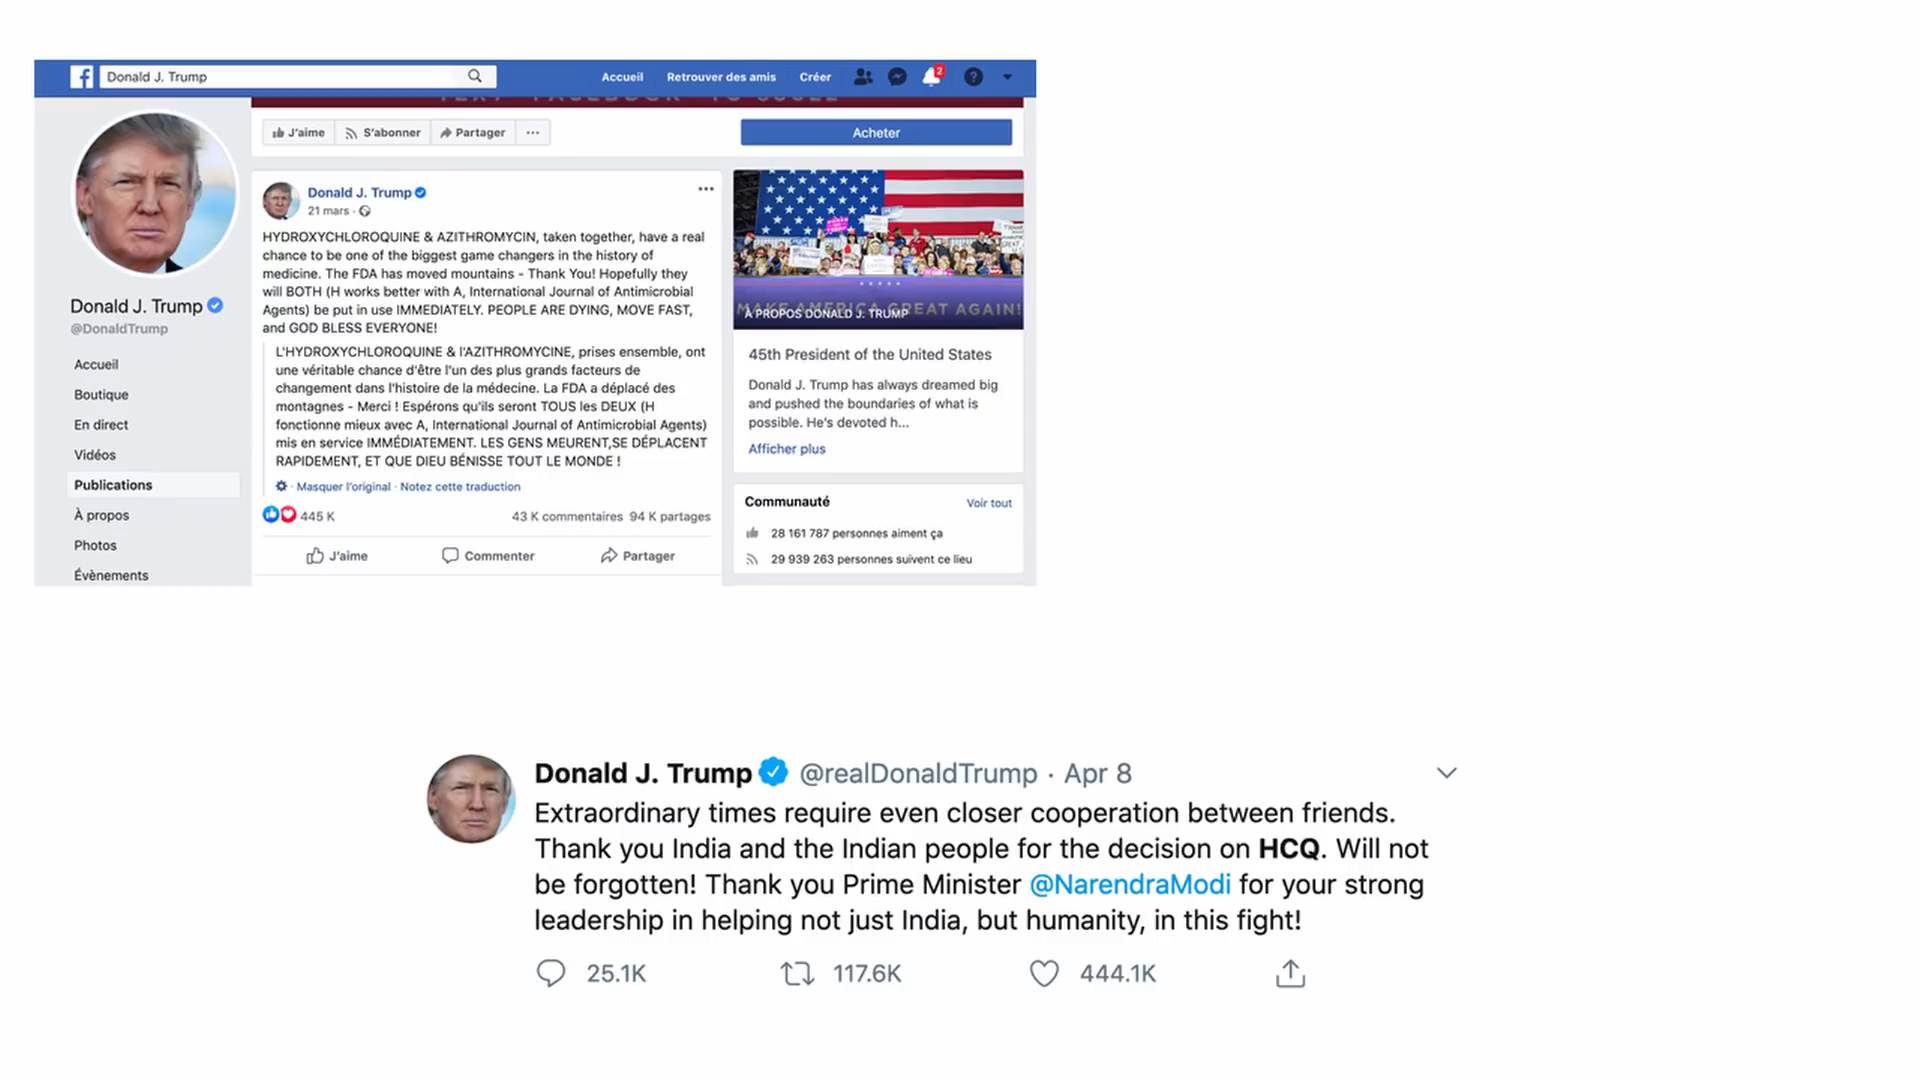 Donald J. Trump
Accueil Retrouver des amis Créer 2 ?
J'aime S'abonner Partager ...
Acheter
Donald J. Trump
@DonaldTrump
Accueil
Boutique
En direct
Vidéos
Publications
À propos
Photos
Évènements
Donald J. Trump
21 mars ·
HYDROXYCHLOROQUINE & AZITHROMYCIN, taken together, have a real
chance to be one of the biggest game changers in the history of
medicine. The FDA has moved mountains - Thank You! Hopefully they
will BOTH (H works better with A, International Journal of Antimicrobial
Agents) be put in use IMMEDIATELY. PEOPLE ARE DYING, MOVE FAST,
and GOD BLESS EVERYONE!
L'HYDROXYCHLOROQUINE & l'AZITHROMYCINE, prises ensemble, ont
une véritable chance d'être l'un des plus grands facteurs de
changement dans l'histoire de la médecine. La FDA a déplacé des
montagnes - Merci ! Espérons qu'ils seront TOUS les DEUX (H
fonctionne mieux avec A, International Journal of Antimicrobial Agents)
mis en service IMMÉDIATEMENT. LES GENS MEURENT,SE DÉPLACENT
RAPIDEMENT, ET QUE DIEU BÉNISSE TOUT LE MONDE !
· Masquer l'original · Notez cette traduction
445 K 43 K commentaires 94 K partages
J'aime Commenter Partager
MAKE AMERICA GREAT AGAIN!
À PROPOS DONALD J. TRUMP
45th President of the United States
Donald J. Trump has always dreamed big
and pushed the boundaries of what is
possible. He's devoted h...
Afficher plus
Communauté Voir tout
28 161 787 personnes aiment ça
29 939 263 personnes suivent ce lieu
Donald J. Trump @realDonaldTrump · Apr 8
Extraordinary times require even closer cooperation between friends.
Thank you India and the Indian people for the decision on HCQ. Will not
be forgotten! Thank you Prime Minister @NarendraModi for your strong
leadership in helping not just India, but humanity, in this fight!
25.1K 117.6K 444.1K